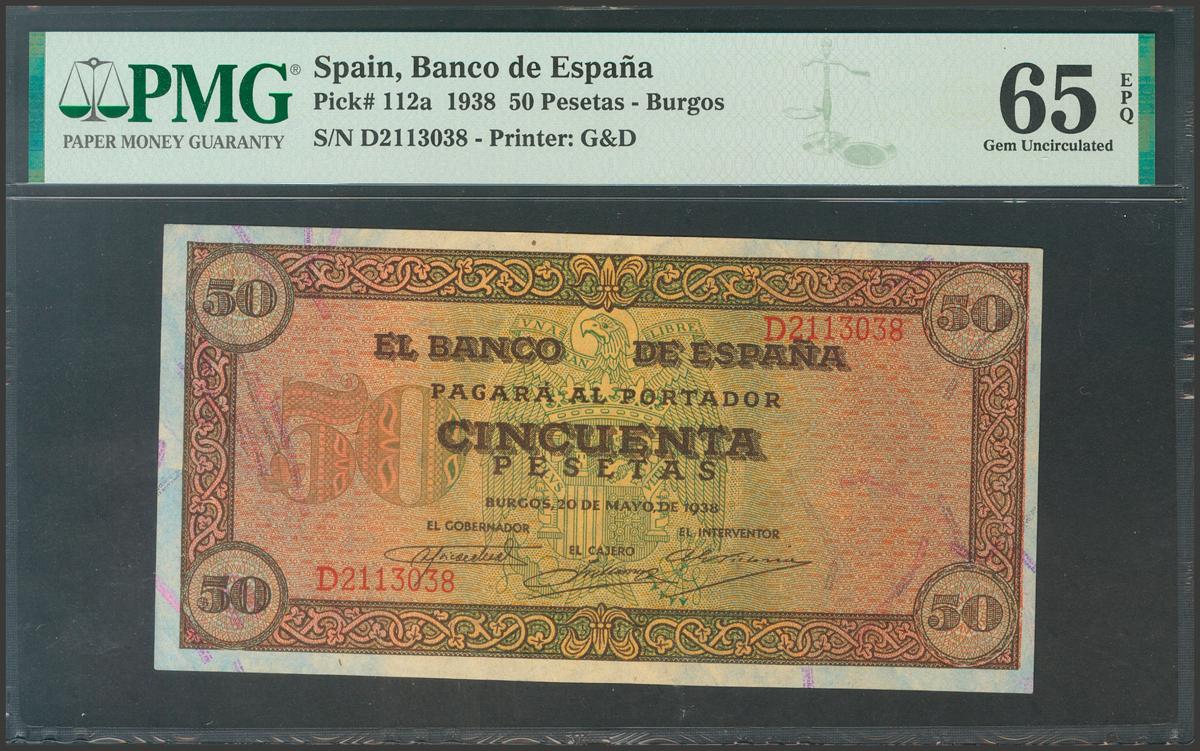 PMG®
PAPER MONEY GUARANTY
Spain, Banco de España
Pick# 112a 1938 50 Pesetas - Burgos
S/N D2113038 - Printer: G&D
65
EPQ
Gem Uncirculated
50
50
VNA
LIBRE
D2113038
EL BANCO DE ESPAÑA
PAGARÁ AL PORTADOR
50
CINCUENTA
PESETAS
BURGOS, 20 DE MAYO DE 1938
EL GOBERNADOR
EL CAJERO
EL INTERVENTOR
D2113038
50
50